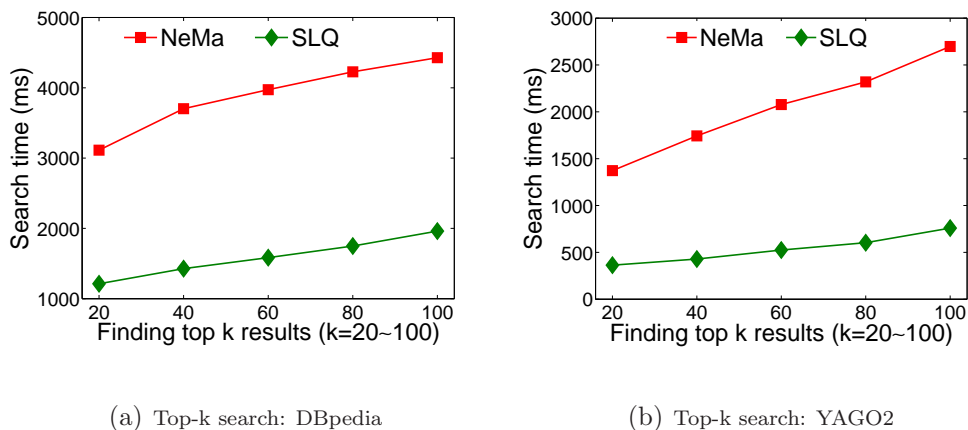 5000
4000
3000
2000
1000
Search time (ms)
NeMa
SLQ
20 40 60 80 100
Finding top k results (k=20~100)
(a) Top-k search: DBpedia
3000
2500
2000
1500
1000
500
0
Search time (ms)
NeMa
SLQ
20 40 60 80 100
Finding top k results (k=20~100)
(b) Top-k search: YAGO2